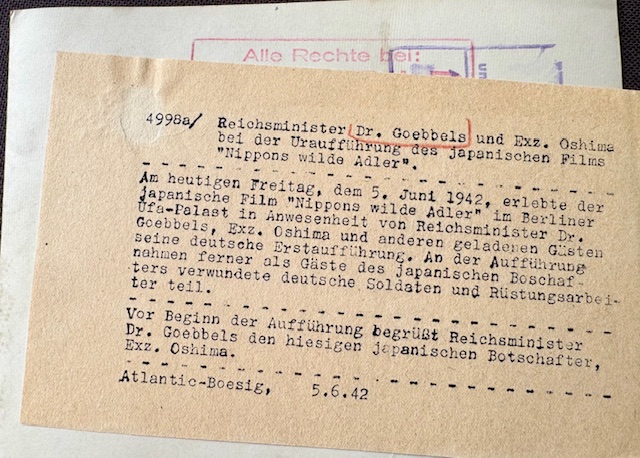 Alle Rechte bei:
un
4998a/ Reichsminister Dr. Goebbels und Exz. Oshima
bei der Uraufführung des japanischen Films
"Nippons wilde Adler".
Am heutigen Freitag, dem 5. Juni 1942, erlebte der
japanische Film "Nippons wilde Adler" im Berliner
Ufa-Palast in Anwesenheit von Reichsminister Dr.
Goebbels, Exz. Oshima und anderen geladenen Gästen
seine deutsche Erstaufführung. An der Aufführung
nahmen ferner als Gäste des japanischen Boschaf-
ters verwundete deutsche Soldaten und Rüstungsarbei-
ter teil.
Vor Beginn der Aufführung begrüßt Reichsminister
Dr. Goebbels den hiesigen japanischen Botschafter,
Exz. Oshima.
Atlantic-Boesig, 5.6.42